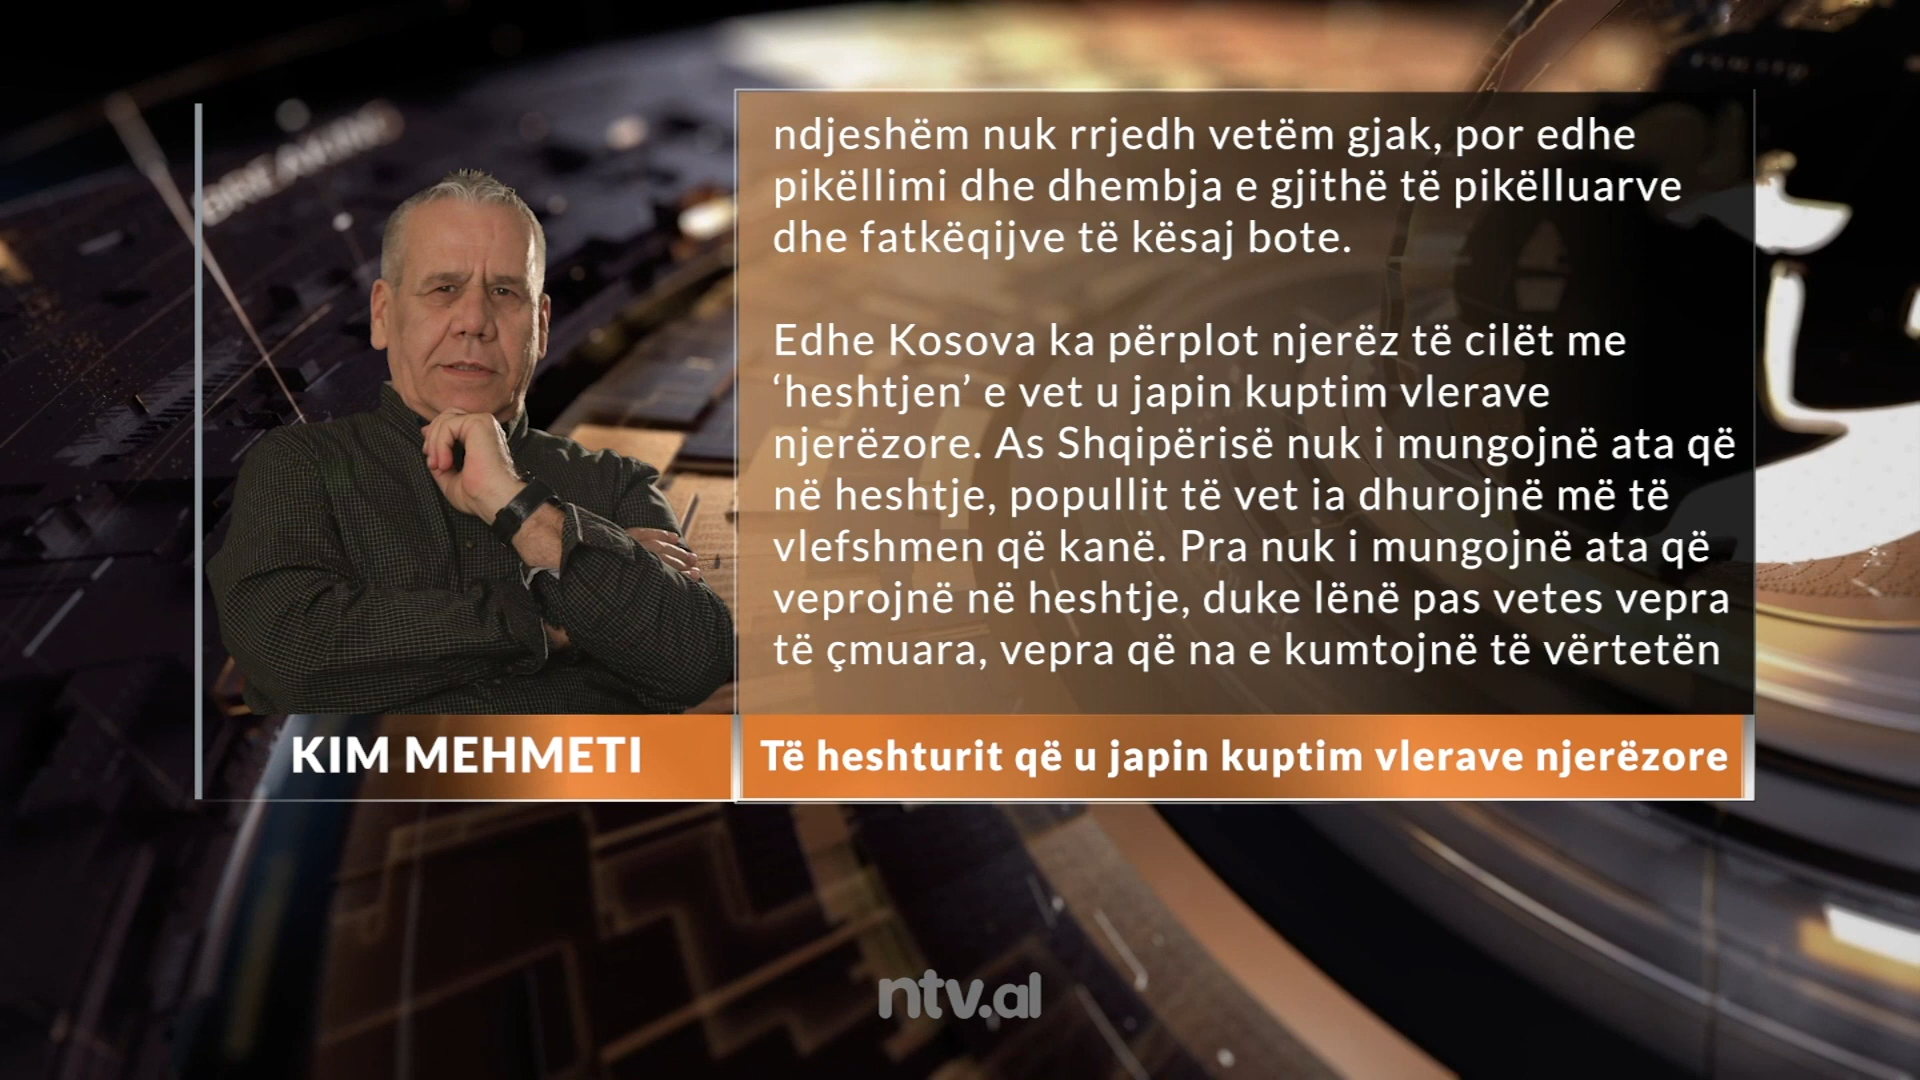 ndjeshëm nuk rrjedh vetëm gjak, por edhe
pikëllimi dhe dhembja e gjithë të pikëlluarve
dhe fatkëqijve të kësaj bote.
Edhe Kosova ka përplot njerëz të cilët me
‘heshtjen’ e vet u japin kuptim vlerave
njerëzore. As Shqipërisë nuk i mungojnë ata që
në heshtje, popullit të vet ia dhurojnë më të
vlefshmen që kanë. Pra nuk i mungojnë ata që
veprojnë në heshtje, duke lënë pas vetes vepra
të çmuara, vepra që na e kumtojnë të vërtetën
KIM MEHMETI
Të heshturit që u japin kuptim vlerave njerëzore
ntv.al